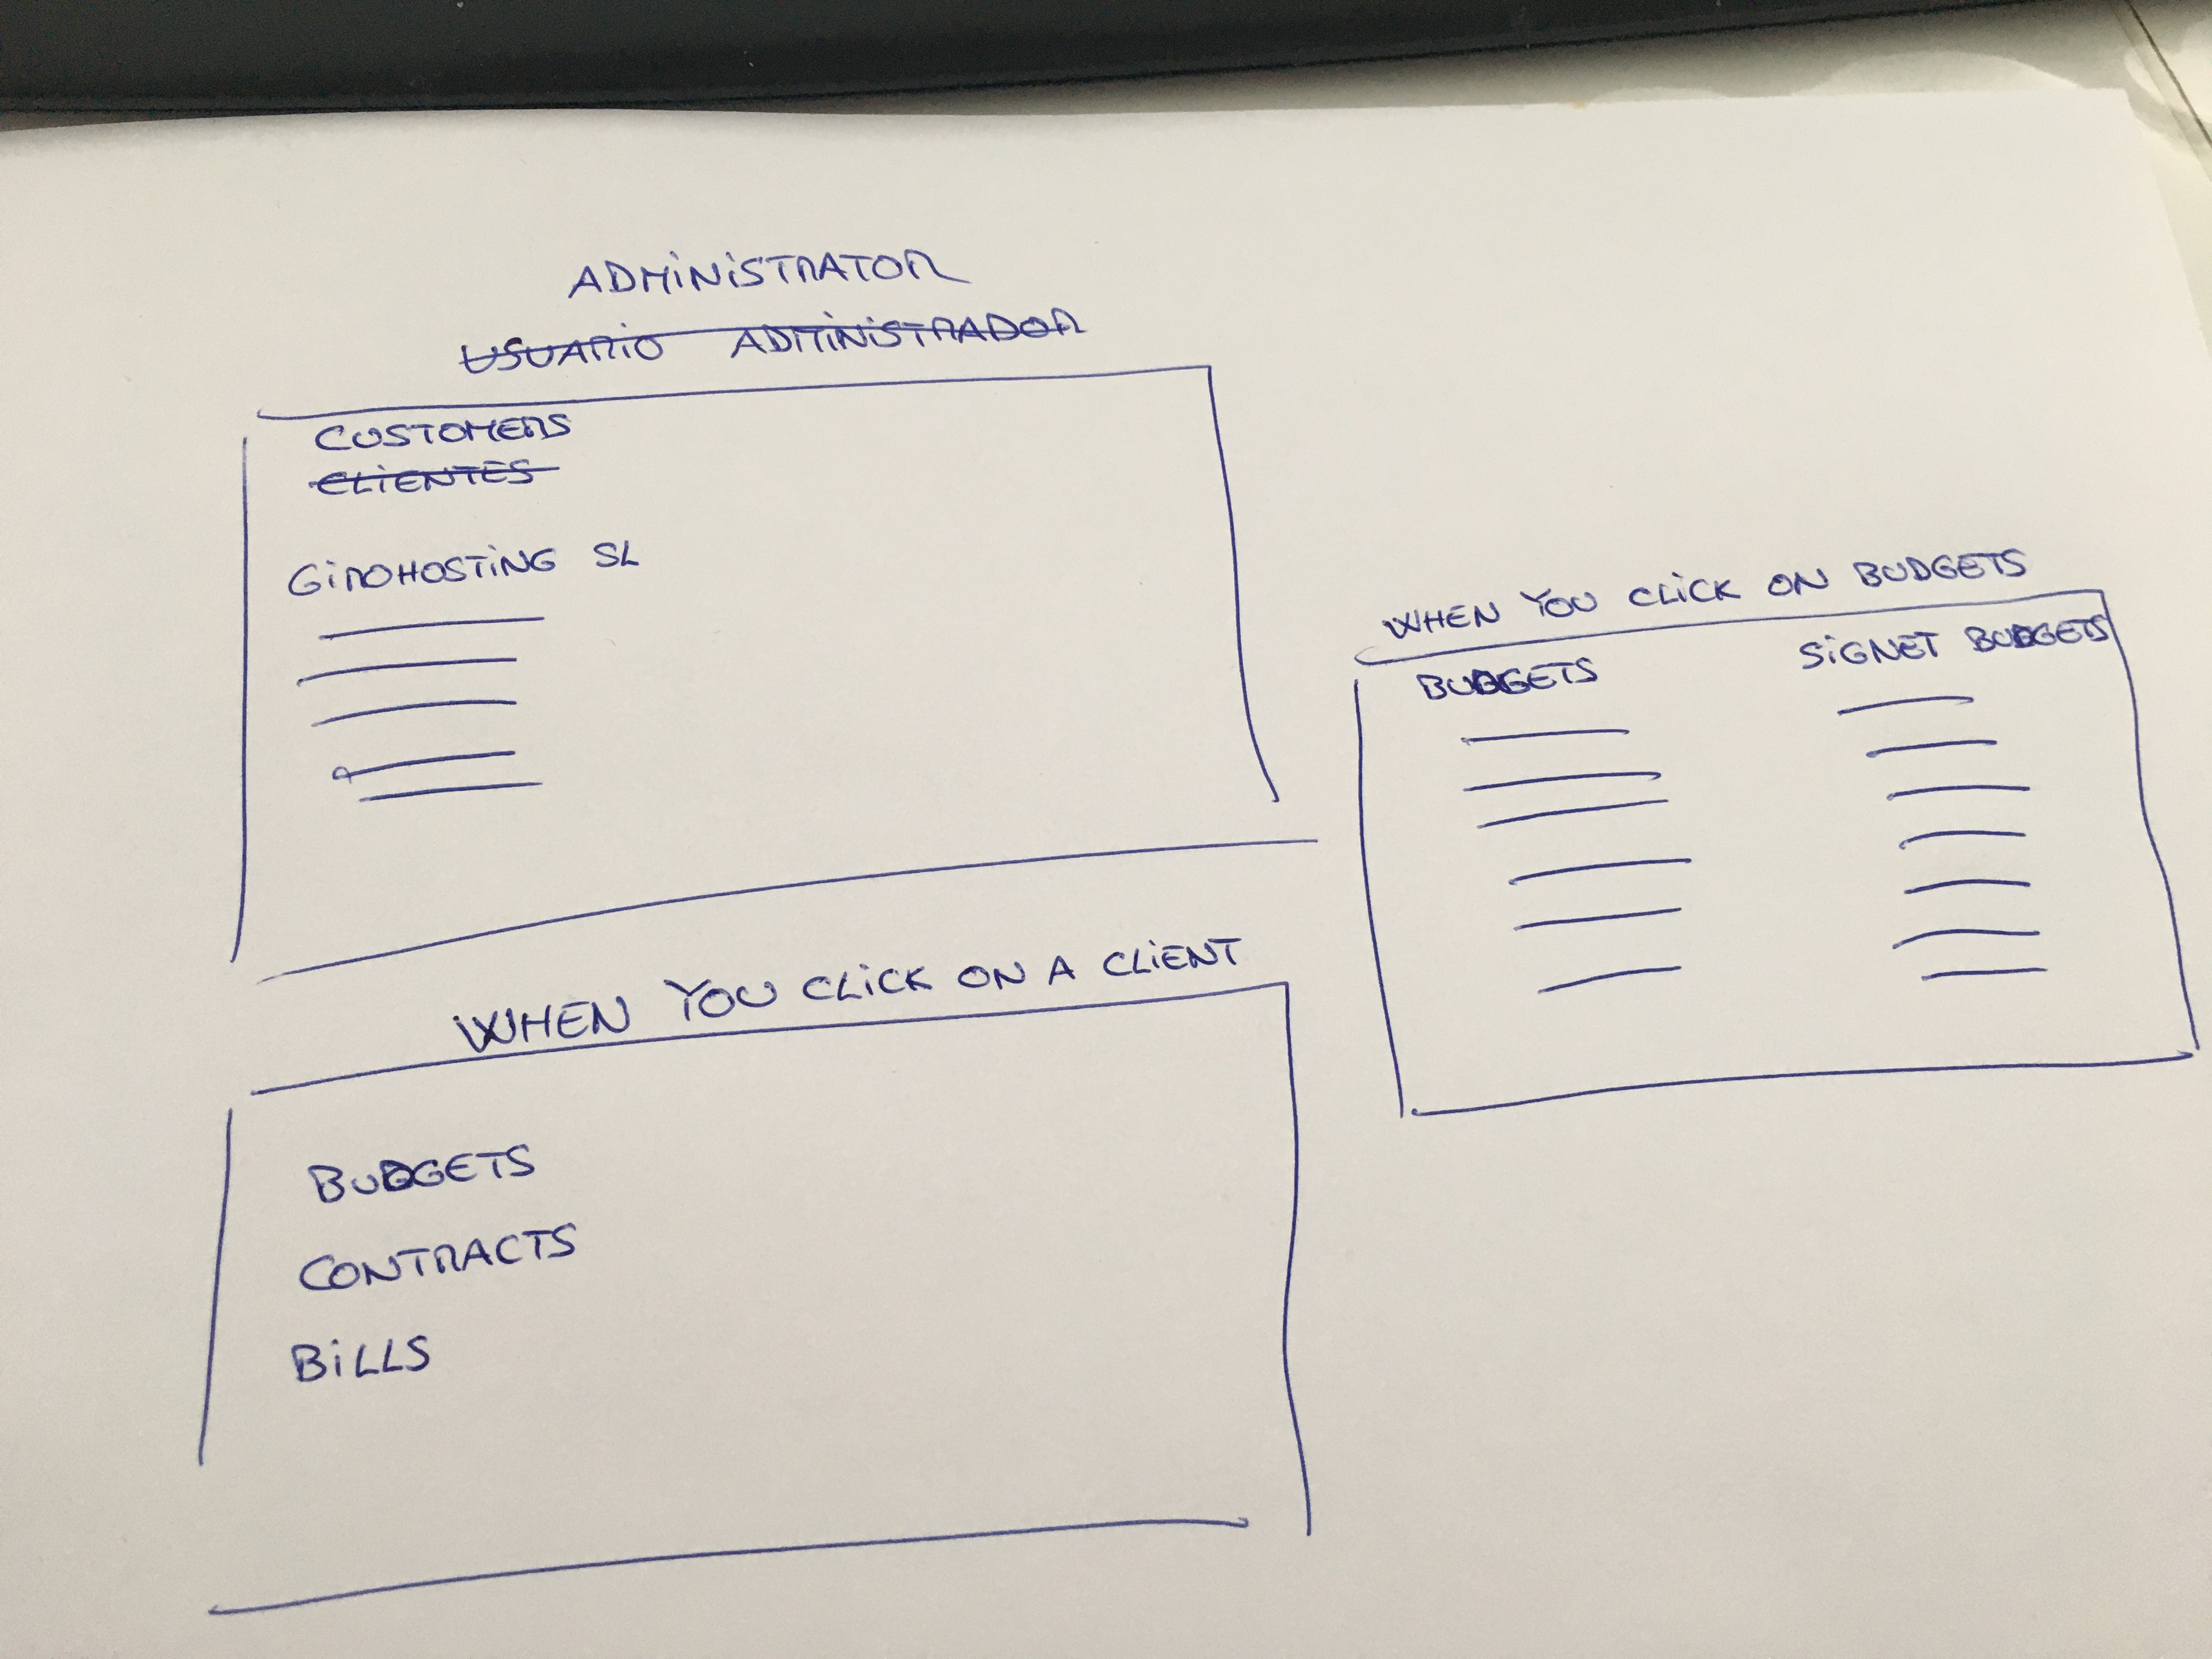 ADMINISTRATOR
USUARIO ADMINISTRADOR
CUSTOMERS
CLIENTES
GIROHOSTING SL
WHEN YOU CLICK ON A CLIENT
BUDGETS
CONTRACTS
BILLS
WHEN YOU CLICK ON BUDGETS
BUDGETS SIGNET BUDGETS